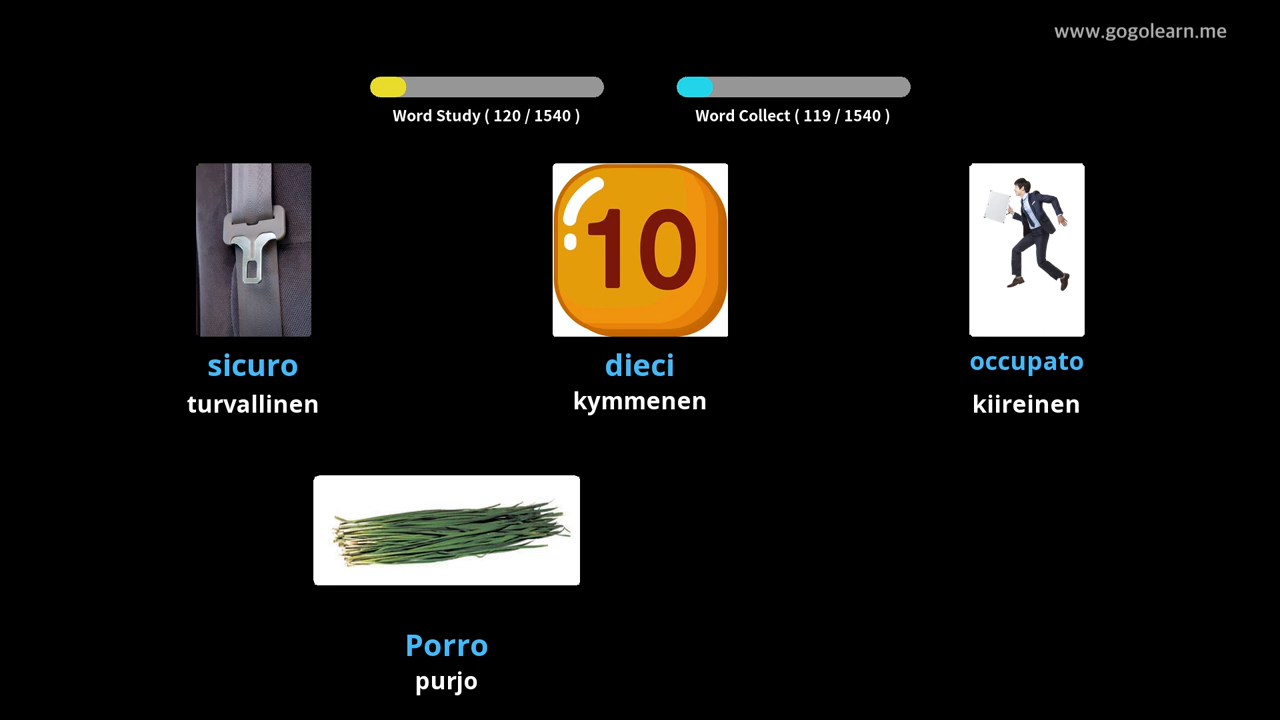 www.gogolearn.me
Word Study ( 120 / 1540 )
Word Collect ( 119 / 1540 )
10
sicuro
dieci
occupato
turvallinen
kymmenen
kiireinen
Porro
purjo